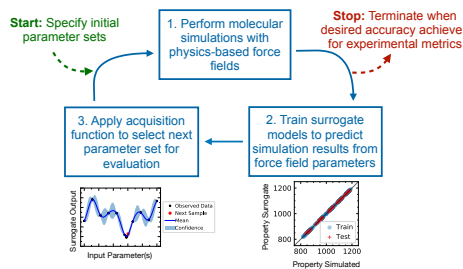 Start: Specify initial
parameter sets
1. Perform molecular
simulations with
physics-based force
fields
Stop: Terminate when
desired accuracy achieve
for experimental metrics
3. Apply acquisition
function to select next
parameter set for
evaluation
2. Train surrogate
models to predict
simulation results from
force field parameters
Surrogate Output
Observed Data
Next Sample
Mean
Confidence
Input Parameter(s)
Property Surrogate
1200
1000
800
Train
Test
800 1000 1200
Property Simulated